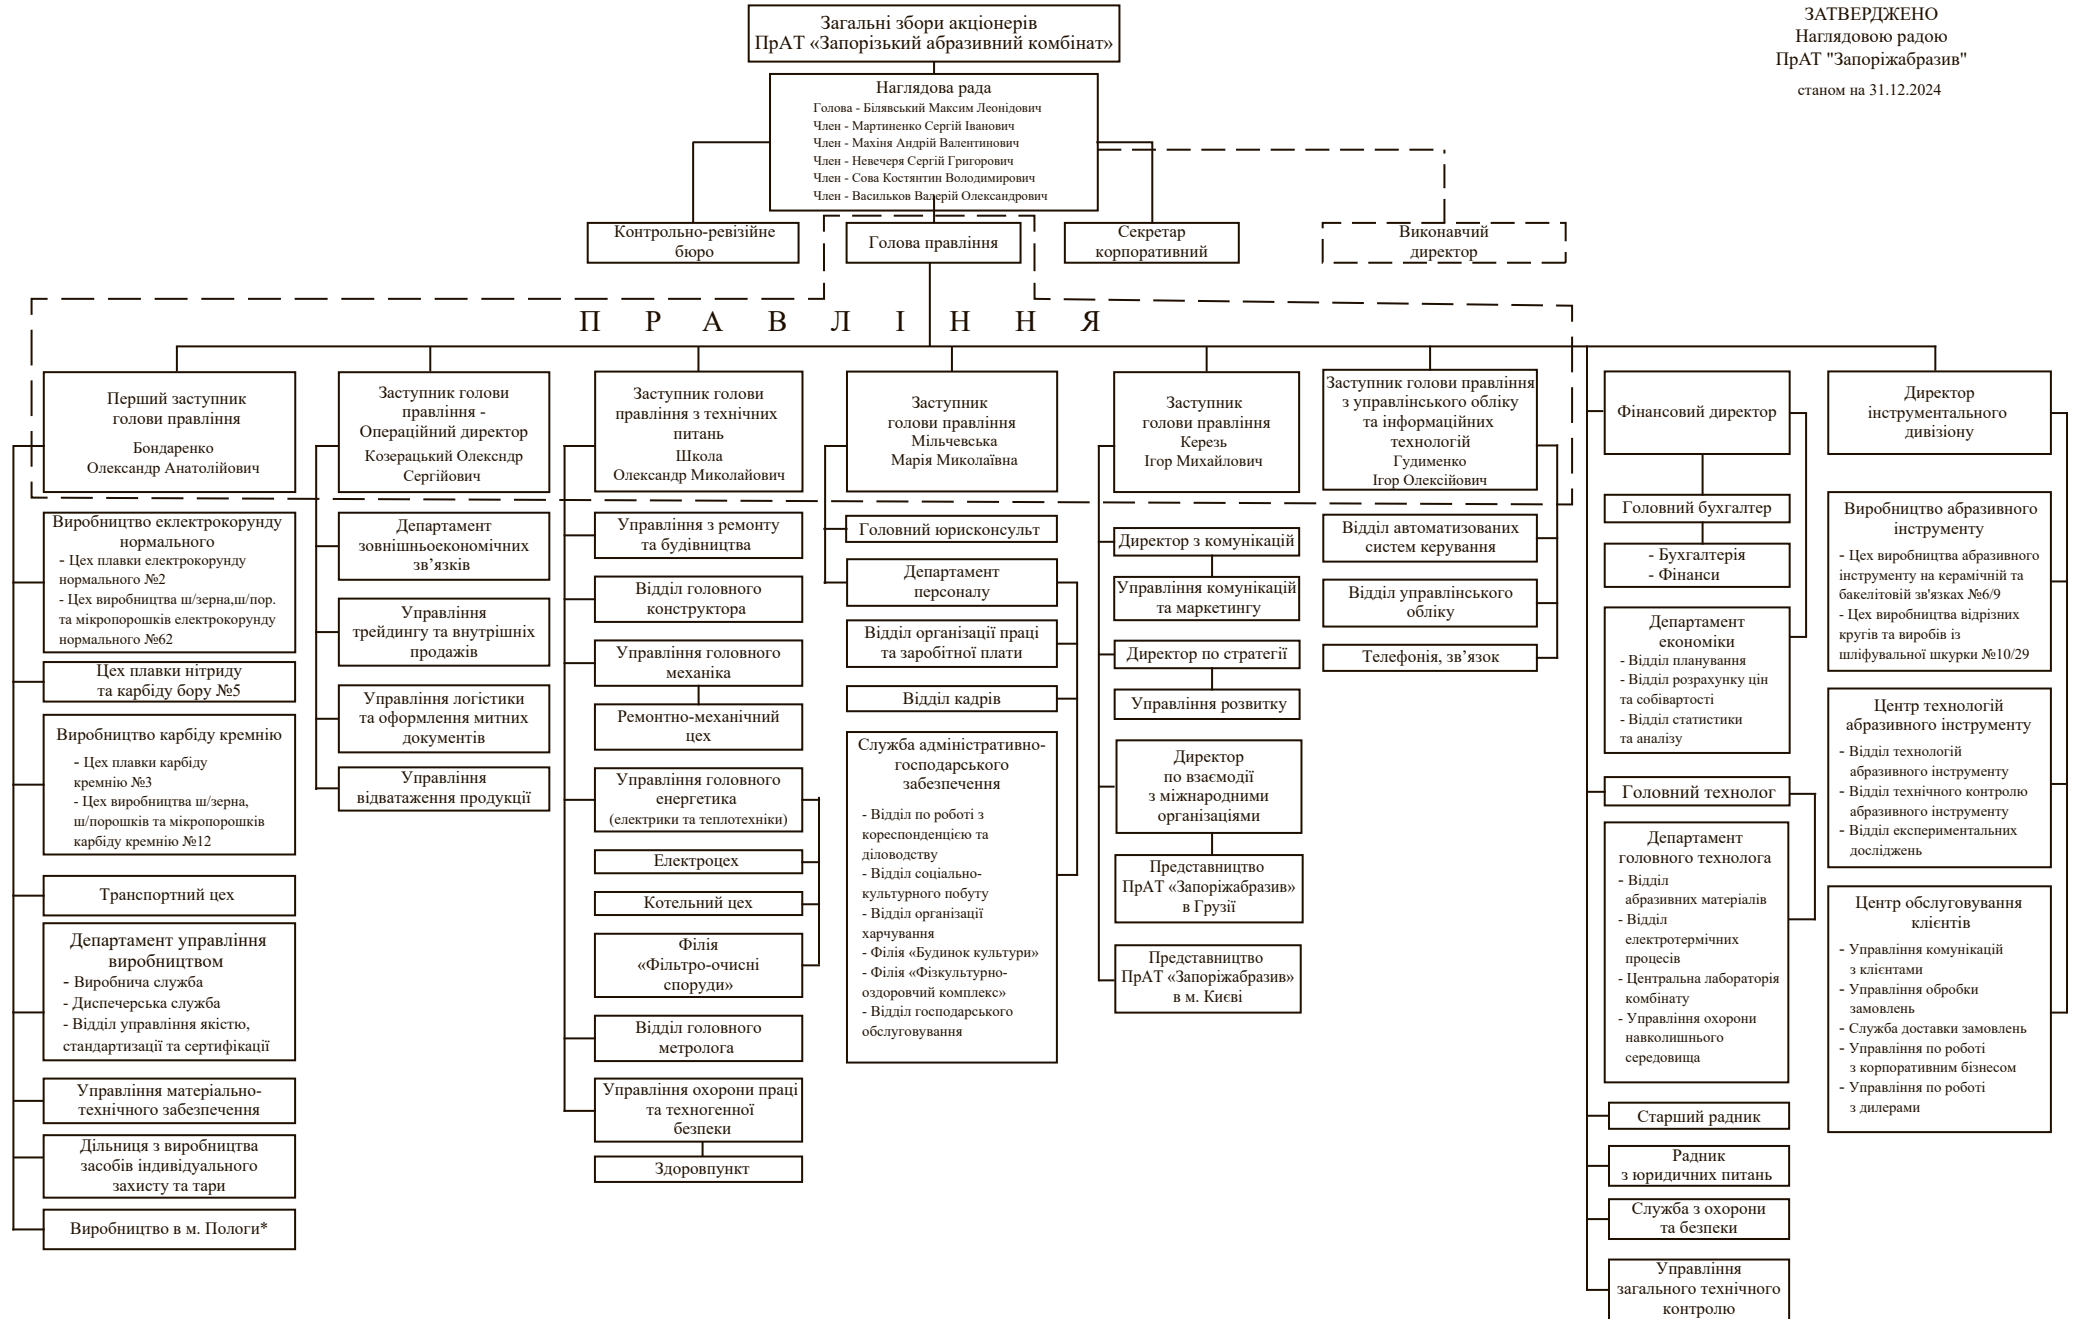 ЗАТВЕРДЖЕНО
Наглядовою радою
ПрАТ "Запоріжабразив"
станом на 31.12.2024
Загальні збори акціонерів
ПрАТ «Запорізький абразивний комбінат»
Наглядова рада
Голова - Білявський Максим Леонідович
Член - Мартиненко Сергій Іванович
Член - Махіня Андрій Валентинович
Член - Невечеря Сергій Григорович
Член - Сова Костянтин Володимирович
Член - Васильков Валерій Олександрович
Контрольно-ревізійне
бюро
Голова правління
Секретар
корпоративний
Виконавчий
директор
П Р А В Л І Н Н Я
Перший заступник
голови правління
Бондаренко
Олександр Анатолійович
Виробництво еклектрокорунду
нормального
- Цех плавки електрокорунду
нормального №2
- Цех виробництва ш/зерна,ш/пор.
та мікропорошків електрокорунду
нормального №62
Цех плавки нітриду
та карбіду бору №5
Виробництво карбіду кремнію
- Цех плавки карбіду
кремнію №3
- Цех виробництва ш/зерна,
ш/порошків та мікропорошків
карбіду кремнію №12
Транспортний цех
Департамент управління
виробництвом
- Виробнича служба
- Диспечерська служба
- Відділ управління якістю,
стандартизації та сертифікації
Управління матеріально-
технічного забезпечення
Дільниця з виробництва
засобів індивідуального
захисту та тари
Виробництво в м. Пологи*
Заступник голови
правління -
Операційний директор
Козерацький Олексндр
Сергійович
Департамент
зовнішньоекономічних
зв’язків
Управління
трейдингу та внутрішніх
продажів
Управління логістики
та оформлення митних
документів
Управління
відватаження продукції
Заступник голови
правління з технічних
питань
Школа
Олександр Миколайович
Управління з ремонту
та будівництва
Відділ головного
конструктора
Управління головного
механіка
Ремонтно-механічний
цех
Управління головного
енергетика
(електрики та теплотехніки)
Електроцех
Котельний цех
Філія
«Фільтро-очисні
споруди»
Відділ головного
метролога
Управління охорони праці
та техногенної
безпеки
Здоровпункт
Заступник
голови правління
Мільчевська
Марія Миколаївна
Головний юрисконсульт
Департамент
персоналу
Відділ організації праці
та заробітної плати
Відділ кадрів
Служба адміністративно-
господарського
забезпечення
- Відділ по роботі з
кореспонденцією та
діловодству
- Відділ соціально-
культурного побуту
- Відділ організації
харчування
- Філія «Будинок культури»
- Філія «Фізкультурно-
оздоровчий комплекс»
- Відділ господарського
обслуговування
Заступник
голови правління
Керезь
Ігор Михайлович
Директор з комунікацій
Управління комунікацій
та маркетингу
Директор по стратегії
Управління розвитку
Директор
по взаємодії
з міжнародними
організаціями
Представництво
ПрАТ «Запоріжабразив»
в Грузії
Представництво
ПрАТ «Запоріжабразив»
в м. Києві
Заступник голови правління
з управлінського обліку
та інформаційних
технологій
Гудименко
Ігор Олексійович
Відділ автоматизованих
систем керування
Відділ управлінського
обліку
Телефонія, зв’язок
Фінансовий директор
Головний бухгалтер
- Бухгалтерія
- Фінанси
Департамент
економіки
- Відділ планування
- Відділ розрахунку цін
та собівартості
- Відділ статистики
та аналізу
Головний технолог
Департамент
головного технолога
- Відділ
абразивних матеріалів
- Відділ
електротермічних
процесів
- Центральна лабораторія
комбінату
- Управління охорони
навколишнього
середовища
Старший радник
Радник
з юридичних питань
Служба з охорони
та безпеки
Управління
загального технічного
контролю
Директор
інструментального
дивізіону
Виробництво абразивного
інструменту
- Цех виробництва абразивного
інструменту на керамічній та
бакелітовій зв'язках №6/9
- Цех виробництва відрізних
кругів та виробів із
шліфувальної шкурки №10/29
Центр технологій
абразивного інструменту
- Відділ технологій
абразивного інструменту
- Відділ технічного контролю
абразивного інструменту
- Відділ експериментальних
досліджень
Центр обслуговування
клієнтів
- Управління комунікацій
з клієнтами
- Управління обробки
замовлень
- Служба доставки замовлень
- Управління по роботі
з корпоративним бізнесом
- Управління по роботі
з дилерами